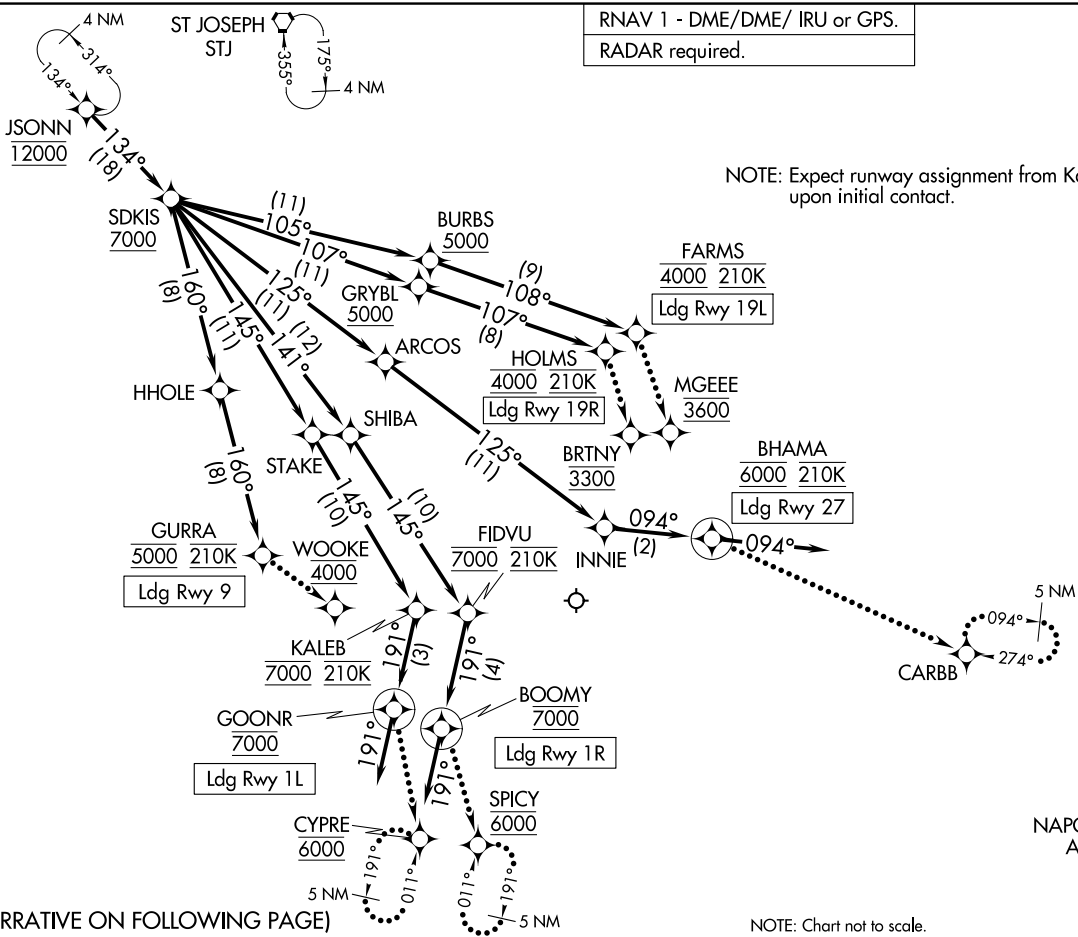 4 NM
314°
134°
ST JOSEPH
STJ
355°
175°
4 NM
RNAV 1 - DME/DME/ IRU or GPS.
RADAR required.
JSONN
12000
134°
(18)
NOTE: Expect runway assignment from
upon initial contact.
SDKIS
7000
(11)
105°
BURBS
5000
107°
(11)
GRYBL
5000
(9)
108°
FARMS
4000 210K
Ldg Rwy 19L
107°
(8)
160°
(8)
145°
(11)
125°
(11)
141°
(12)
ARCOS
HOLMS
4000 210K
Ldg Rwy 19R
MGEEE
3600
HHOLE
SHIBA
STAKE
BRTNY
3300
125°
(11)
BHAMA
6000 210K
Ldg Rwy 27
160°
(8)
145°
(10)
145°
(10)
GURRA
5000 210K
Ldg Rwy 9
WOOKE
4000
FIDVU
7000 210K
INNIE
094°
(2)
094°
5 NM
094°
274°
CARBB
KALEB
7000 210K
191°
(3)
191°
(4)
GOONR
7000
Ldg Rwy 1L
BOOMY
7000
Ldg Rwy 1R
191°
191°
CYPRE
6000
SPICY
6000
191°
011°
5 NM
011°
191°
5 NM
RRATIVE ON FOLLOWING PAGE)
NOTE: Chart not to scale.